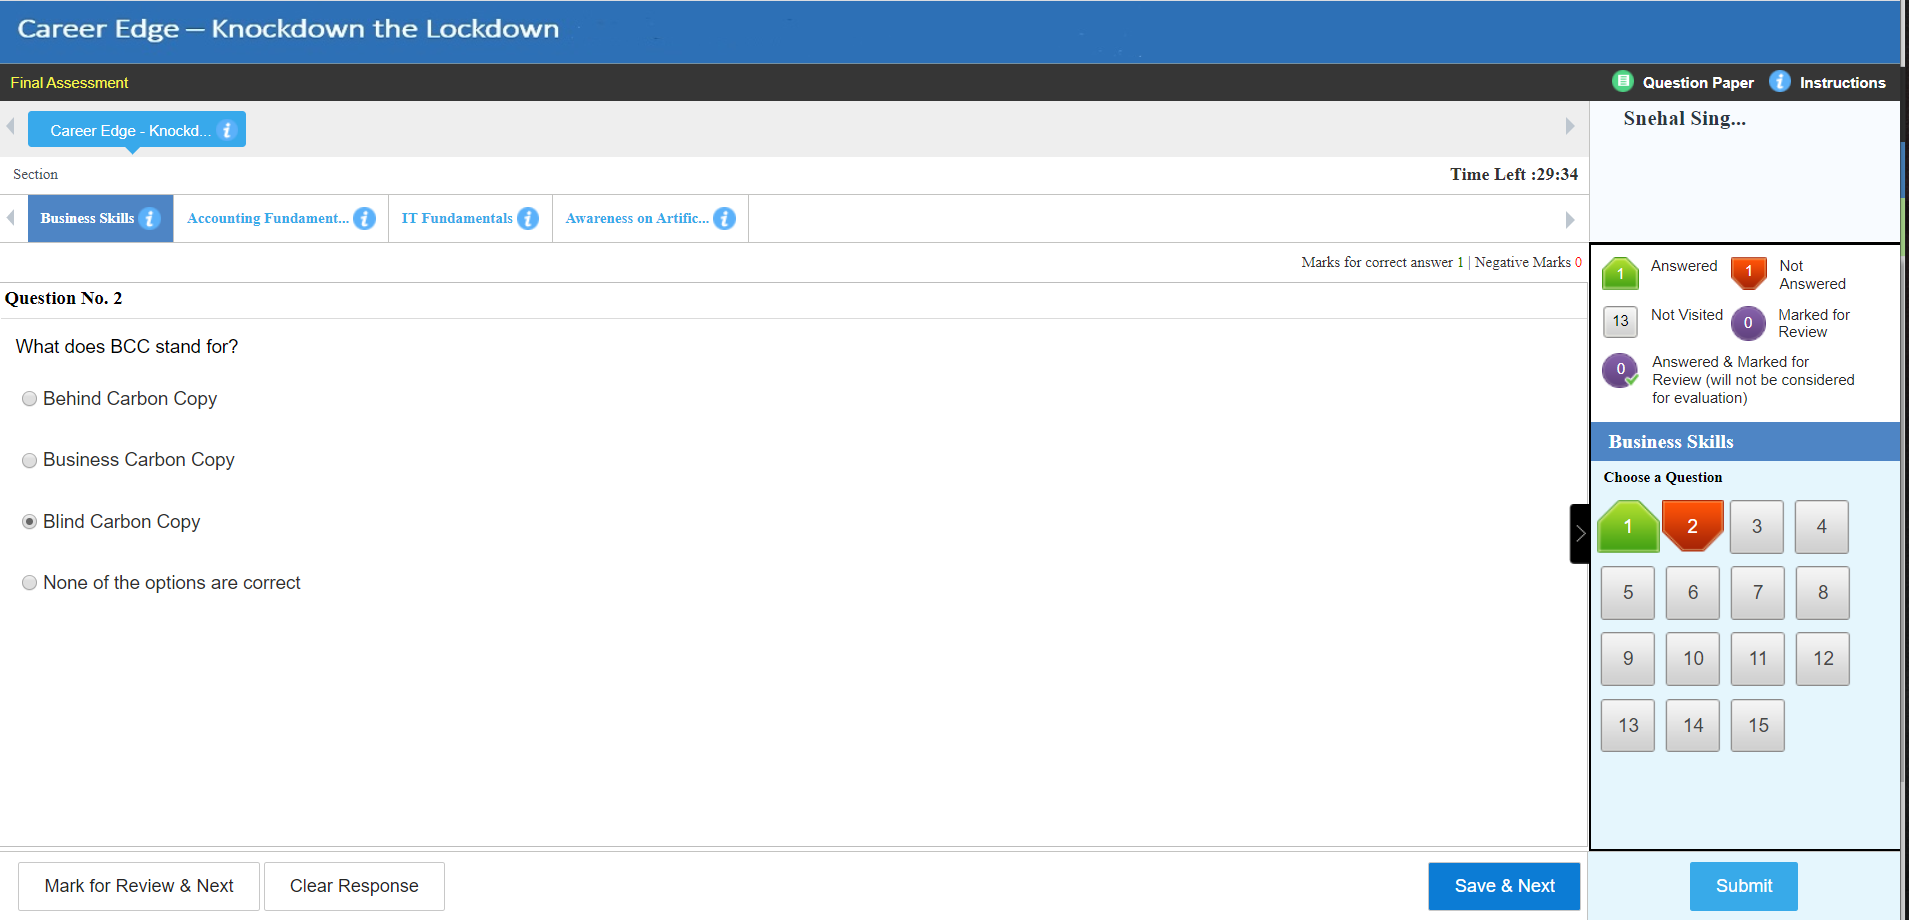 Career Edge – Knockdown the Lockdown
Final Assessment
Question Paper
Instructions
Career Edge - Knockd...
Snehal Sing...
Section
Time Left :29:34
Business Skills
Accounting Fundament...
IT Fundamentals
Awareness on Artific...
Marks for correct answer 1 | Negative Marks 0
Question No. 2
What does BCC stand for?
Behind Carbon Copy
Business Carbon Copy
Blind Carbon Copy
None of the options are correct
1 Answered
1 Not
Answered
13 Not Visited
0 Marked for
Review
0 Answered & Marked for
Review (will not be considered
for evaluation)
Business Skills
Choose a Question
1 2 3 4
5 6 7 8
9 10 11 12
13 14 15
Mark for Review & Next
Clear Response
Save & Next
Submit